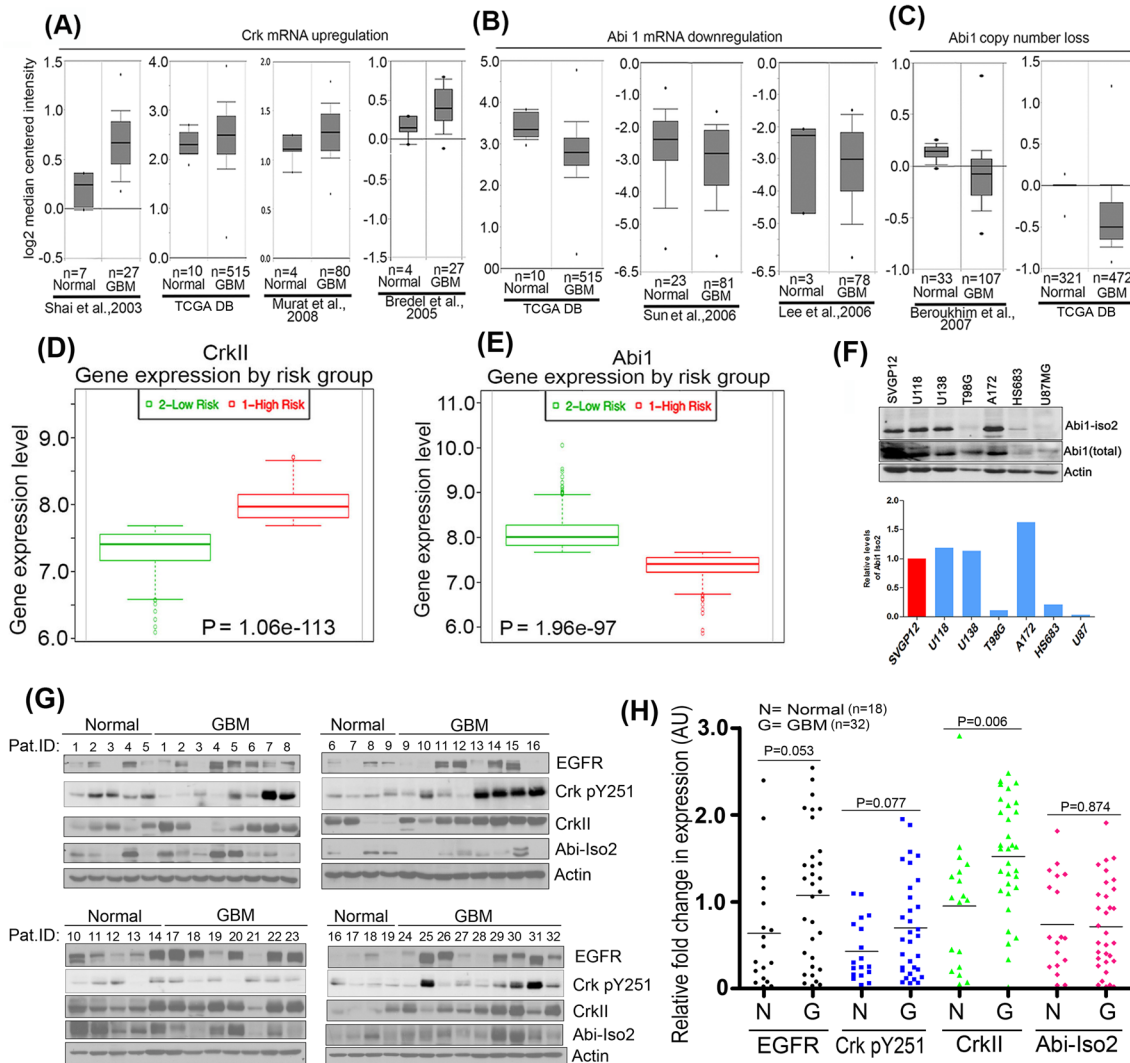 (A)
Crk mRNA upregulation
log2 median centered intensity
1.5
1.0
0.5
0.0
0.5
n=7 n=27
Normal GBM
Shai et al.,2003
4.0
3.0
2.0
1.0
0.0
n=10 n=515
Normal GBM
TCGA DB
2.0
1.5
1.0
0.5
0.0
n=4 n=80
Normal GBM
Murat et al.,
2008
1.0
0.5
0.0
-0.5
-1.0
-1.5
n=4 n=27
Normal GBM
Bredel et al.,
2005
(B)
Abi 1 mRNA downregulation
5.0
4.0
3.0
2.0
1.0
00
n=10 n=515
Normal GBM
TCGA DB
-0.0
-1.0
-2.0
-3.0
-4.0
-5.0
-6.5
n=23 n=81
Normal GBM
Sun et al.,2006
-0.0
-1.0
-2.0
-3.0
-4.0
-5.0
-6.5
n=3 n=78
Normal GBM
Lee et al.,2006
(C)
Abi1 copy number loss
1.0
0.5
0.0
-0.5
-1.0
n=33 n=107
Normal GBM
Beroukhim et al.,
2007
1.5
1.0
0.5
0.0
-0.5
-0.9
n=321 n=472
Normal GBM
TCGA DB
(D)
CrkII
Gene expression by risk group
2-Low Risk 1-High Risk
Gene expression level
9.0
8.0
7.0
6.0
P = 1.06e-113
(E)
Abi1
Gene expression by risk group
2-Low Risk 1-High Risk
Gene expression level
11.0
10.0
9.0
8.0
7.0
6.0
P = 1.96e-97
(F)
SVGP12 U118 U138 T98G A172 HS683 U87MG
Abi1-iso2
Abi1(total)
Actin
Relative levels
of Abi1 Iso2
2.0
1.5
1.0
0.5
0.0
SVGP12 U118 U138 T98G A172 HS683 U87
(G)
Normal GBM
Pat.ID: 1 2 3 4 5 1 2 3 4 5 6 7 8
Normal GBM
6 7 8 9 9 10 11 12 13 14 15 16
EGFR
Crk pY251
CrkII
Abi-Iso2
Actin
Normal GBM
Pat.ID: 10 11 12 13 14 17 18 19 20 21 22 23
Normal GBM
16 17 18 19 24 25 26 27 28 29 30 31 32
EGFR
Crk pY251
CrkII
Abi-Iso2
Actin
(H)
N= Normal (n=18)
G= GBM (n=32)
Relative fold change in expression (AU)
3.0
2.0
1.0
0
P=0.053
P=0.077
P=0.006
P=0.874
N G N G N G N G
EGFR Crk pY251 CrkII Abi-Iso2